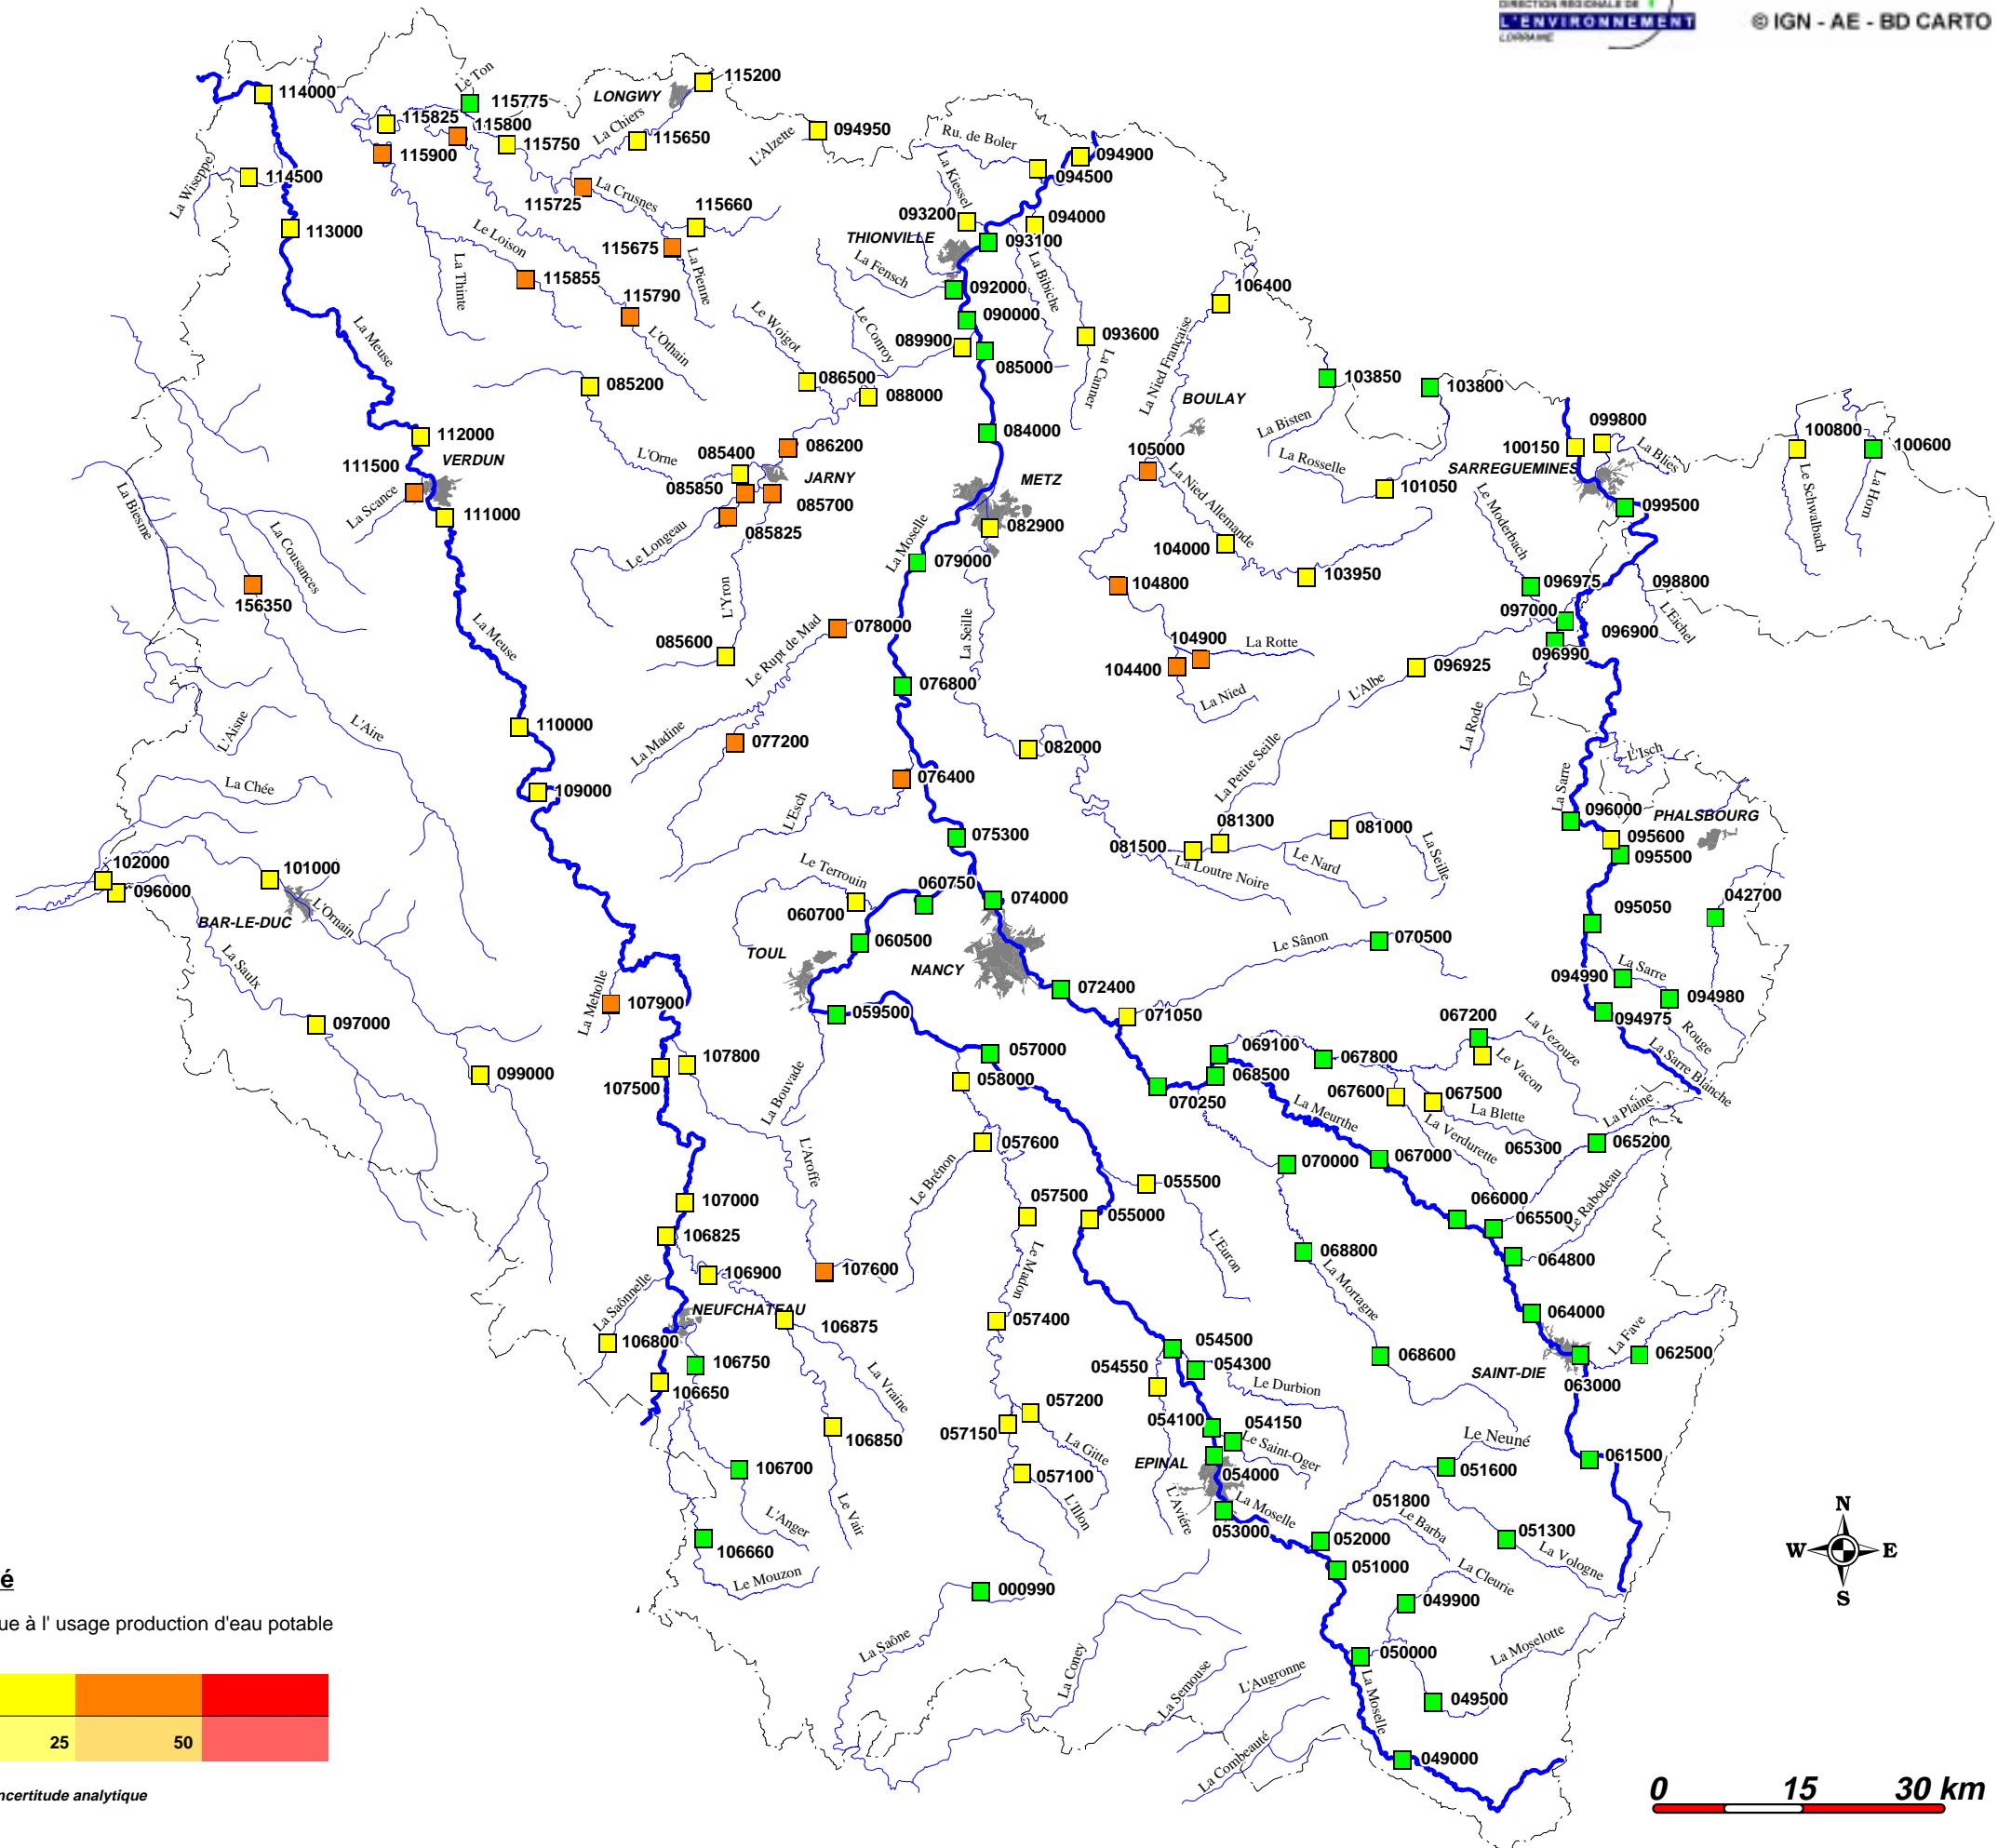 DIRECTION REGIONALE DE
L'ENVIRONNEMENT
LORRAINE
© IGN - AE - BD CARTO
114000
Le Ton
115775
LONGWY
115200
115825
115800
115750
La Chiers
115650
L'Alzette
094950
Ru. de Boler
094900
094500
115900
La Wiseppe
114500
115725
La Crusnes
115660
La Kiessel
093200
094000
113000
Le Loison
115675
La Pienne
THIONVILLE
093100
La Thinte
115855
115790
La Fensch
092000
La Bibiche
106400
La Meuse
L'Othain
Le Woigot
Le Conroy
090000
089900
085000
093600
La Canner
La Nied Française
085200
086500
088000
BOULAY
103850
103800
La Bisten
112000
VERDUN
111500
La Scance
111000
L'Orne
085400
086200
JARNY
085850
085700
085825
084000
METZ
082900
105000
La Nied Allemande
La Rosselle
101050
099800
100150
SARREGUEMINES
La Blies
099500
100800
Le Schwalbach
100600
La Horn
La Biesme
La Cousances
156350
Le Longeau
L'Yron
La Moselle
079000
104000
103950
104800
Le Moderbach
096975
098800
097000
L'Eichel
096900
096990
La Meuse
085600
Le Rupt de Mad
078000
La Seille
104900
La Rotte
104400
La Nied
096925
L'Albe
La Rode
076800
L'Aisne
L'Aire
110000
La Madine
077200
082000
La Petite Seille
L'Isch
La Chée
109000
076400
L'Esch
075300
La Sarre
096000
PHALSBOURG
095600
095500
081300
081000
081500
La Loutre Noire
Le Nard
La Seille
102000
096000
101000
BAR-LE-DUC
L'Ornain
Le Terrouin
060750
060700
074000
060500
TOUL
NANCY
042700
095050
Le Sânon
070500
La Saulx
La Meholle
107900
072400
La Sarre
094990
094980
094975
Rouge
La Sarre Blanche
097000
059500
071050
067200
La Vezouze
Le Vacon
099000
107500
107800
La Bouvade
057000
058000
069100
068500
067800
070250
067600
067500
La Blette
La Verdurette
La Plaine
065300
065200
La Meurthe
057600
Le Brénon
L'Aroffe
070000
067000
055500
066000
065500
Le Rabodeau
107000
106825
057500
055000
L'Euron
068800
La Mortagne
064800
106900
107600
Le Madon
La Saônnelle
NEUFCHATEAU
106875
057400
064000
La Fave
062500
106800
106750
106650
La Vraine
054500
054550
054300
Le Durbion
068600
SAINT-DIE
063000
106850
057200
057150
La Gitte
054100
054150
Le Saint-Oger
EPINAL
054000
Le Neuné
051600
061500
106700
057100
L'Illon
L'Avière
053000
La Moselle
051800
Le Barba
Le Vair
L'Anger
106660
Le Mouzon
052000
051000
051300
La Vologne
La Cleurie
000990
049900
La Saône
La Coney
La Semouse
L'Augronne
La Combeauté
050000
La Moselotte
La Moselle
049500
049000
N
W
E
S
é
ue à l' usage production d'eau potable
25
50
ncertitude analytique
0
15
30 km